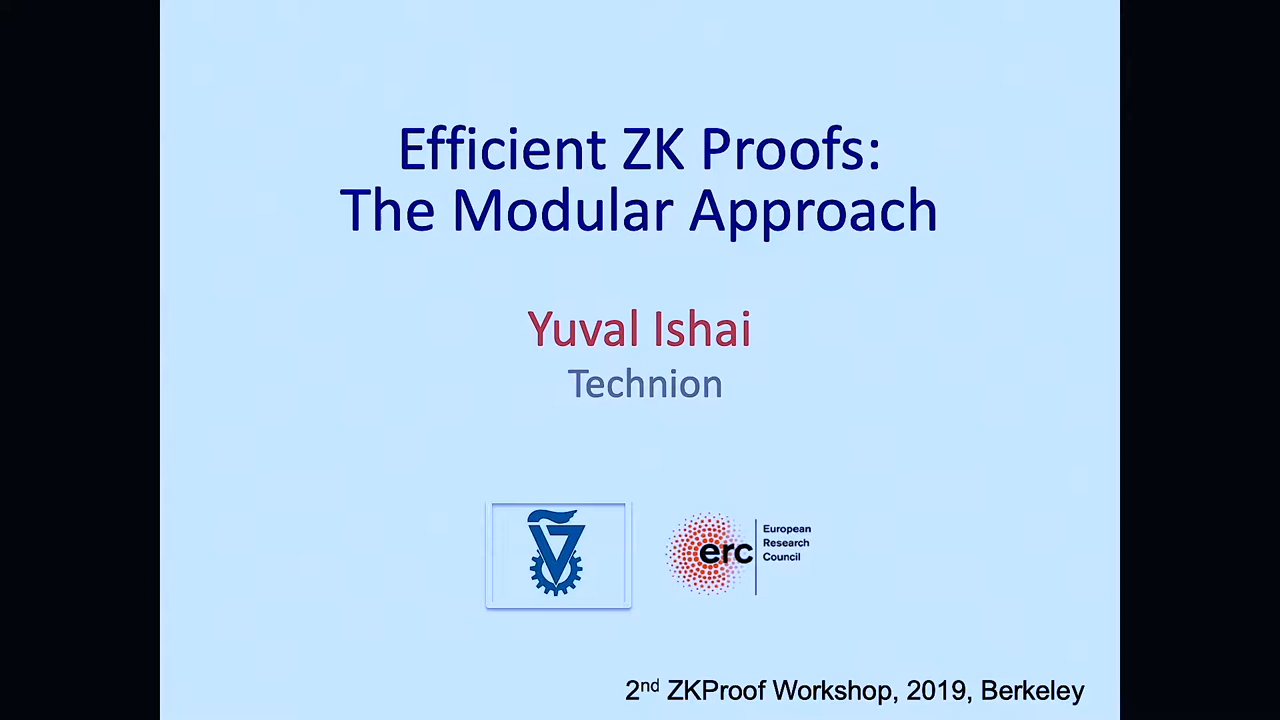 Efficient ZK Proofs:
The Modular Approach
Yuval Ishai
Technion
erc
European
Research
Council
2nd ZKProof Workshop, 2019, Berkeley